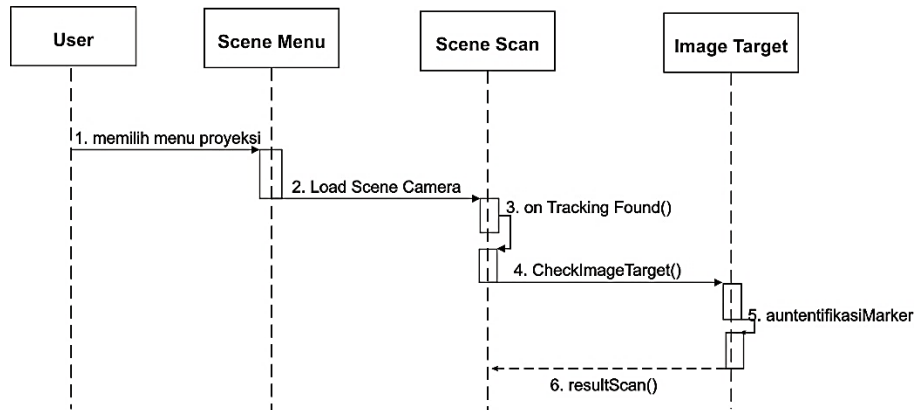 User
Scene Menu
Scene Scan
Image Target
1. memilih menu proyeksi
2. Load Scene Camera
3. on Tracking Found()
4. CheckImageTarget()
5. auntentifikasiMarker
6. resultScan()